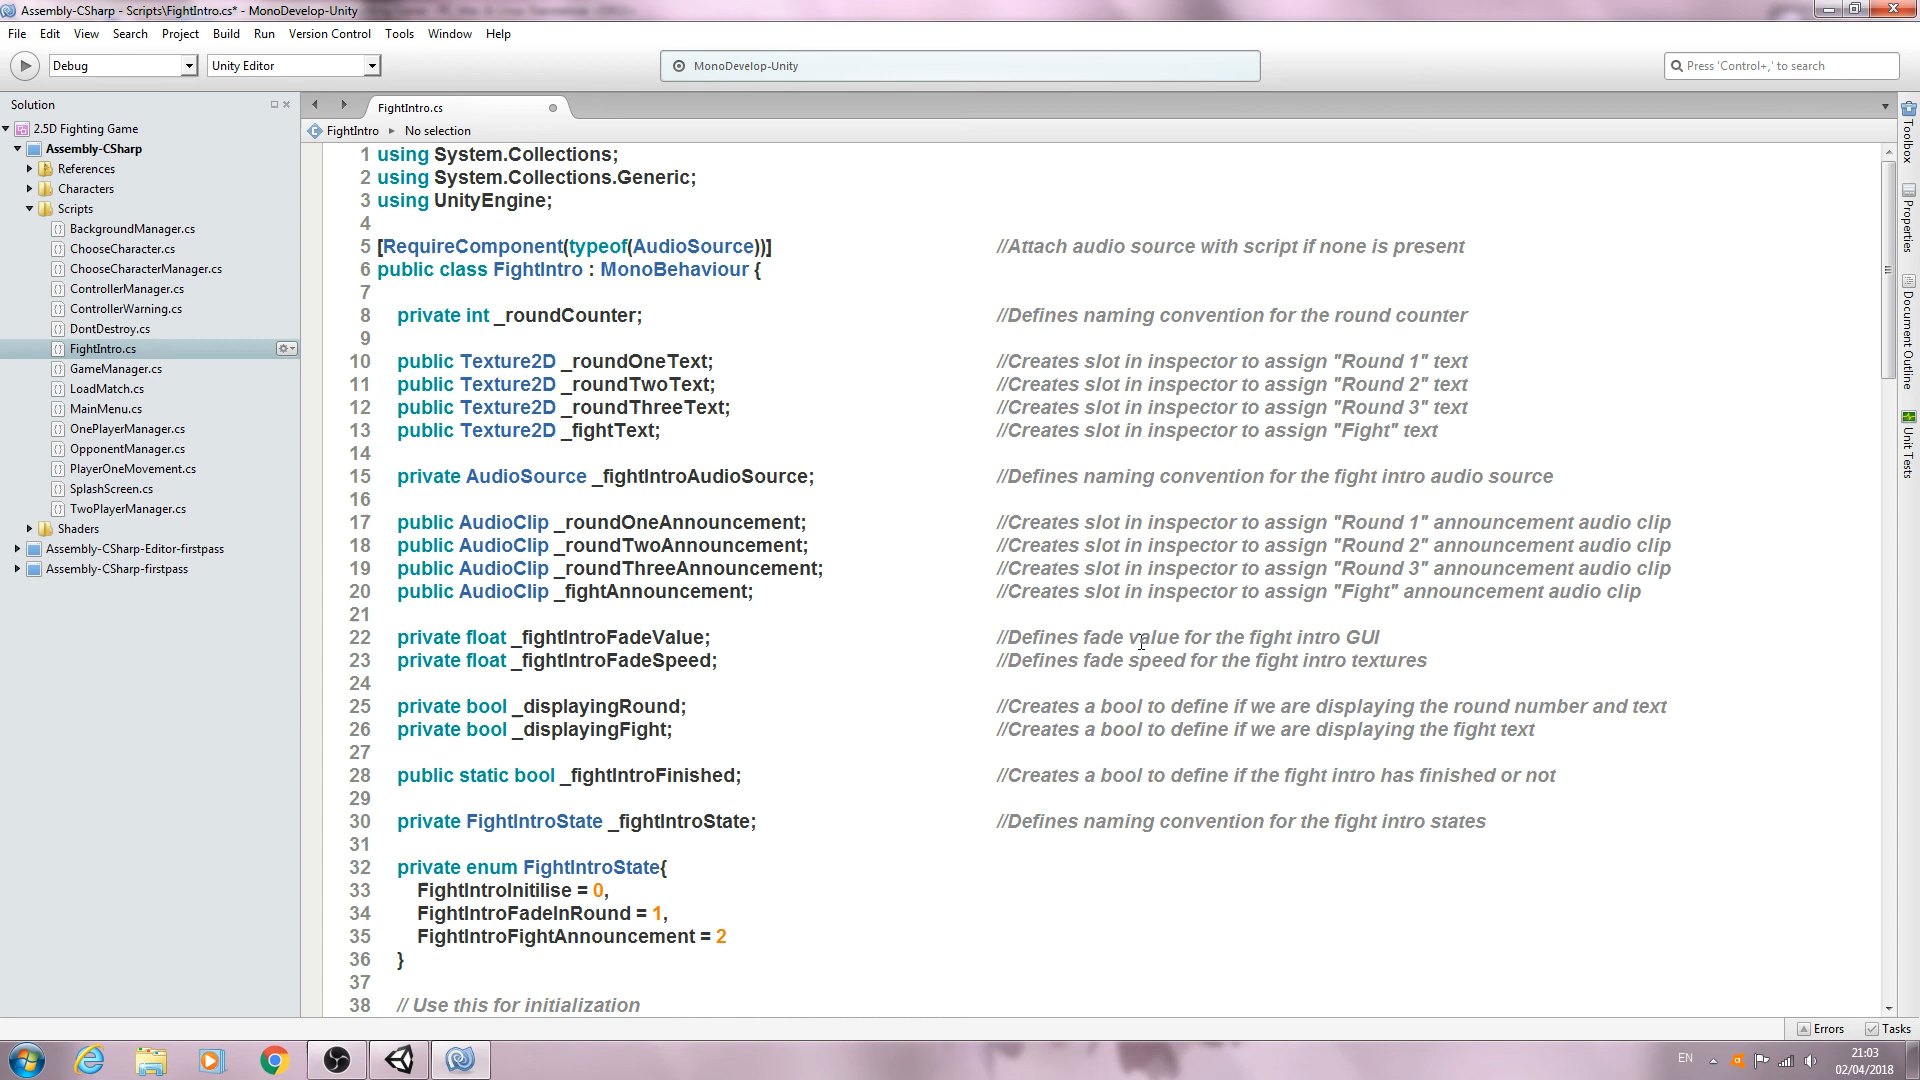 Assembly-CSharp - Scripts\FightIntro.cs* - MonoDevelop-Unity
File Edit View Search Project Build Run Version Control Tools Window Help
Debug Unity Editor MonoDevelop-Unity Press 'Control+,' to search
Solution
2.5D Fighting Game
Assembly-CSharp
References
Characters
Scripts
BackgroundManager.cs
ChooseCharacter.cs
ChooseCharacterManager.cs
ControllerManager.cs
ControllerWarning.cs
DontDestroy.cs
FightIntro.cs
GameManager.cs
LoadMatch.cs
MainMenu.cs
OnePlayerManager.cs
OpponentManager.cs
PlayerOneMovement.cs
SplashScreen.cs
TwoPlayerManager.cs
Shaders
Assembly-CSharp-Editor-firstpass
Assembly-CSharp-firstpass
FightIntro.cs
FightIntro No selection
1 using System.Collections;
2 using System.Collections.Generic;
3 using UnityEngine;
4
5 [RequireComponent(typeof(AudioSource))] //Attach audio source with script if none is present
6 public class FightIntro : MonoBehaviour {
7
8 private int _roundCounter; //Defines naming convention for the round counter
9
10 public Texture2D _roundOneText; //Creates slot in inspector to assign "Round 1" text
11 public Texture2D _roundTwoText; //Creates slot in inspector to assign "Round 2" text
12 public Texture2D _roundThreeText; //Creates slot in inspector to assign "Round 3" text
13 public Texture2D _fightText; //Creates slot in inspector to assign "Fight" text
14
15 private AudioSource _fightIntroAudioSource; //Defines naming convention for the fight intro audio source
16
17 public AudioClip _roundOneAnnouncement; //Creates slot in inspector to assign "Round 1" announcement audio clip
18 public AudioClip _roundTwoAnnouncement; //Creates slot in inspector to assign "Round 2" announcement audio clip
19 public AudioClip _roundThreeAnnouncement; //Creates slot in inspector to assign "Round 3" announcement audio clip
20 public AudioClip _fightAnnouncement; //Creates slot in inspector to assign "Fight" announcement audio clip
21
22 private float _fightIntroFadeValue; //Defines fade value for the fight intro GUI
23 private float _fightIntroFadeSpeed; //Defines fade speed for the fight intro textures
24
25 private bool _displayingRound; //Creates a bool to define if we are displaying the round number and text
26 private bool _displayingFight; //Creates a bool to define if we are displaying the fight text
27
28 public static bool _fightIntroFinished; //Creates a bool to define if the fight intro has finished or not
29
30 private FightIntroState _fightIntroState; //Defines naming convention for the fight intro states
31
32 private enum FightIntroState{
33 FightIntroInitilise = 0,
34 FightIntroFadeInRound = 1,
35 FightIntroFightAnnouncement = 2
36 }
37
38 // Use this for initialization
Toolbox
Properties
Document Outline
Unit Tests
Errors Tasks
EN
21:03
02/04/2018